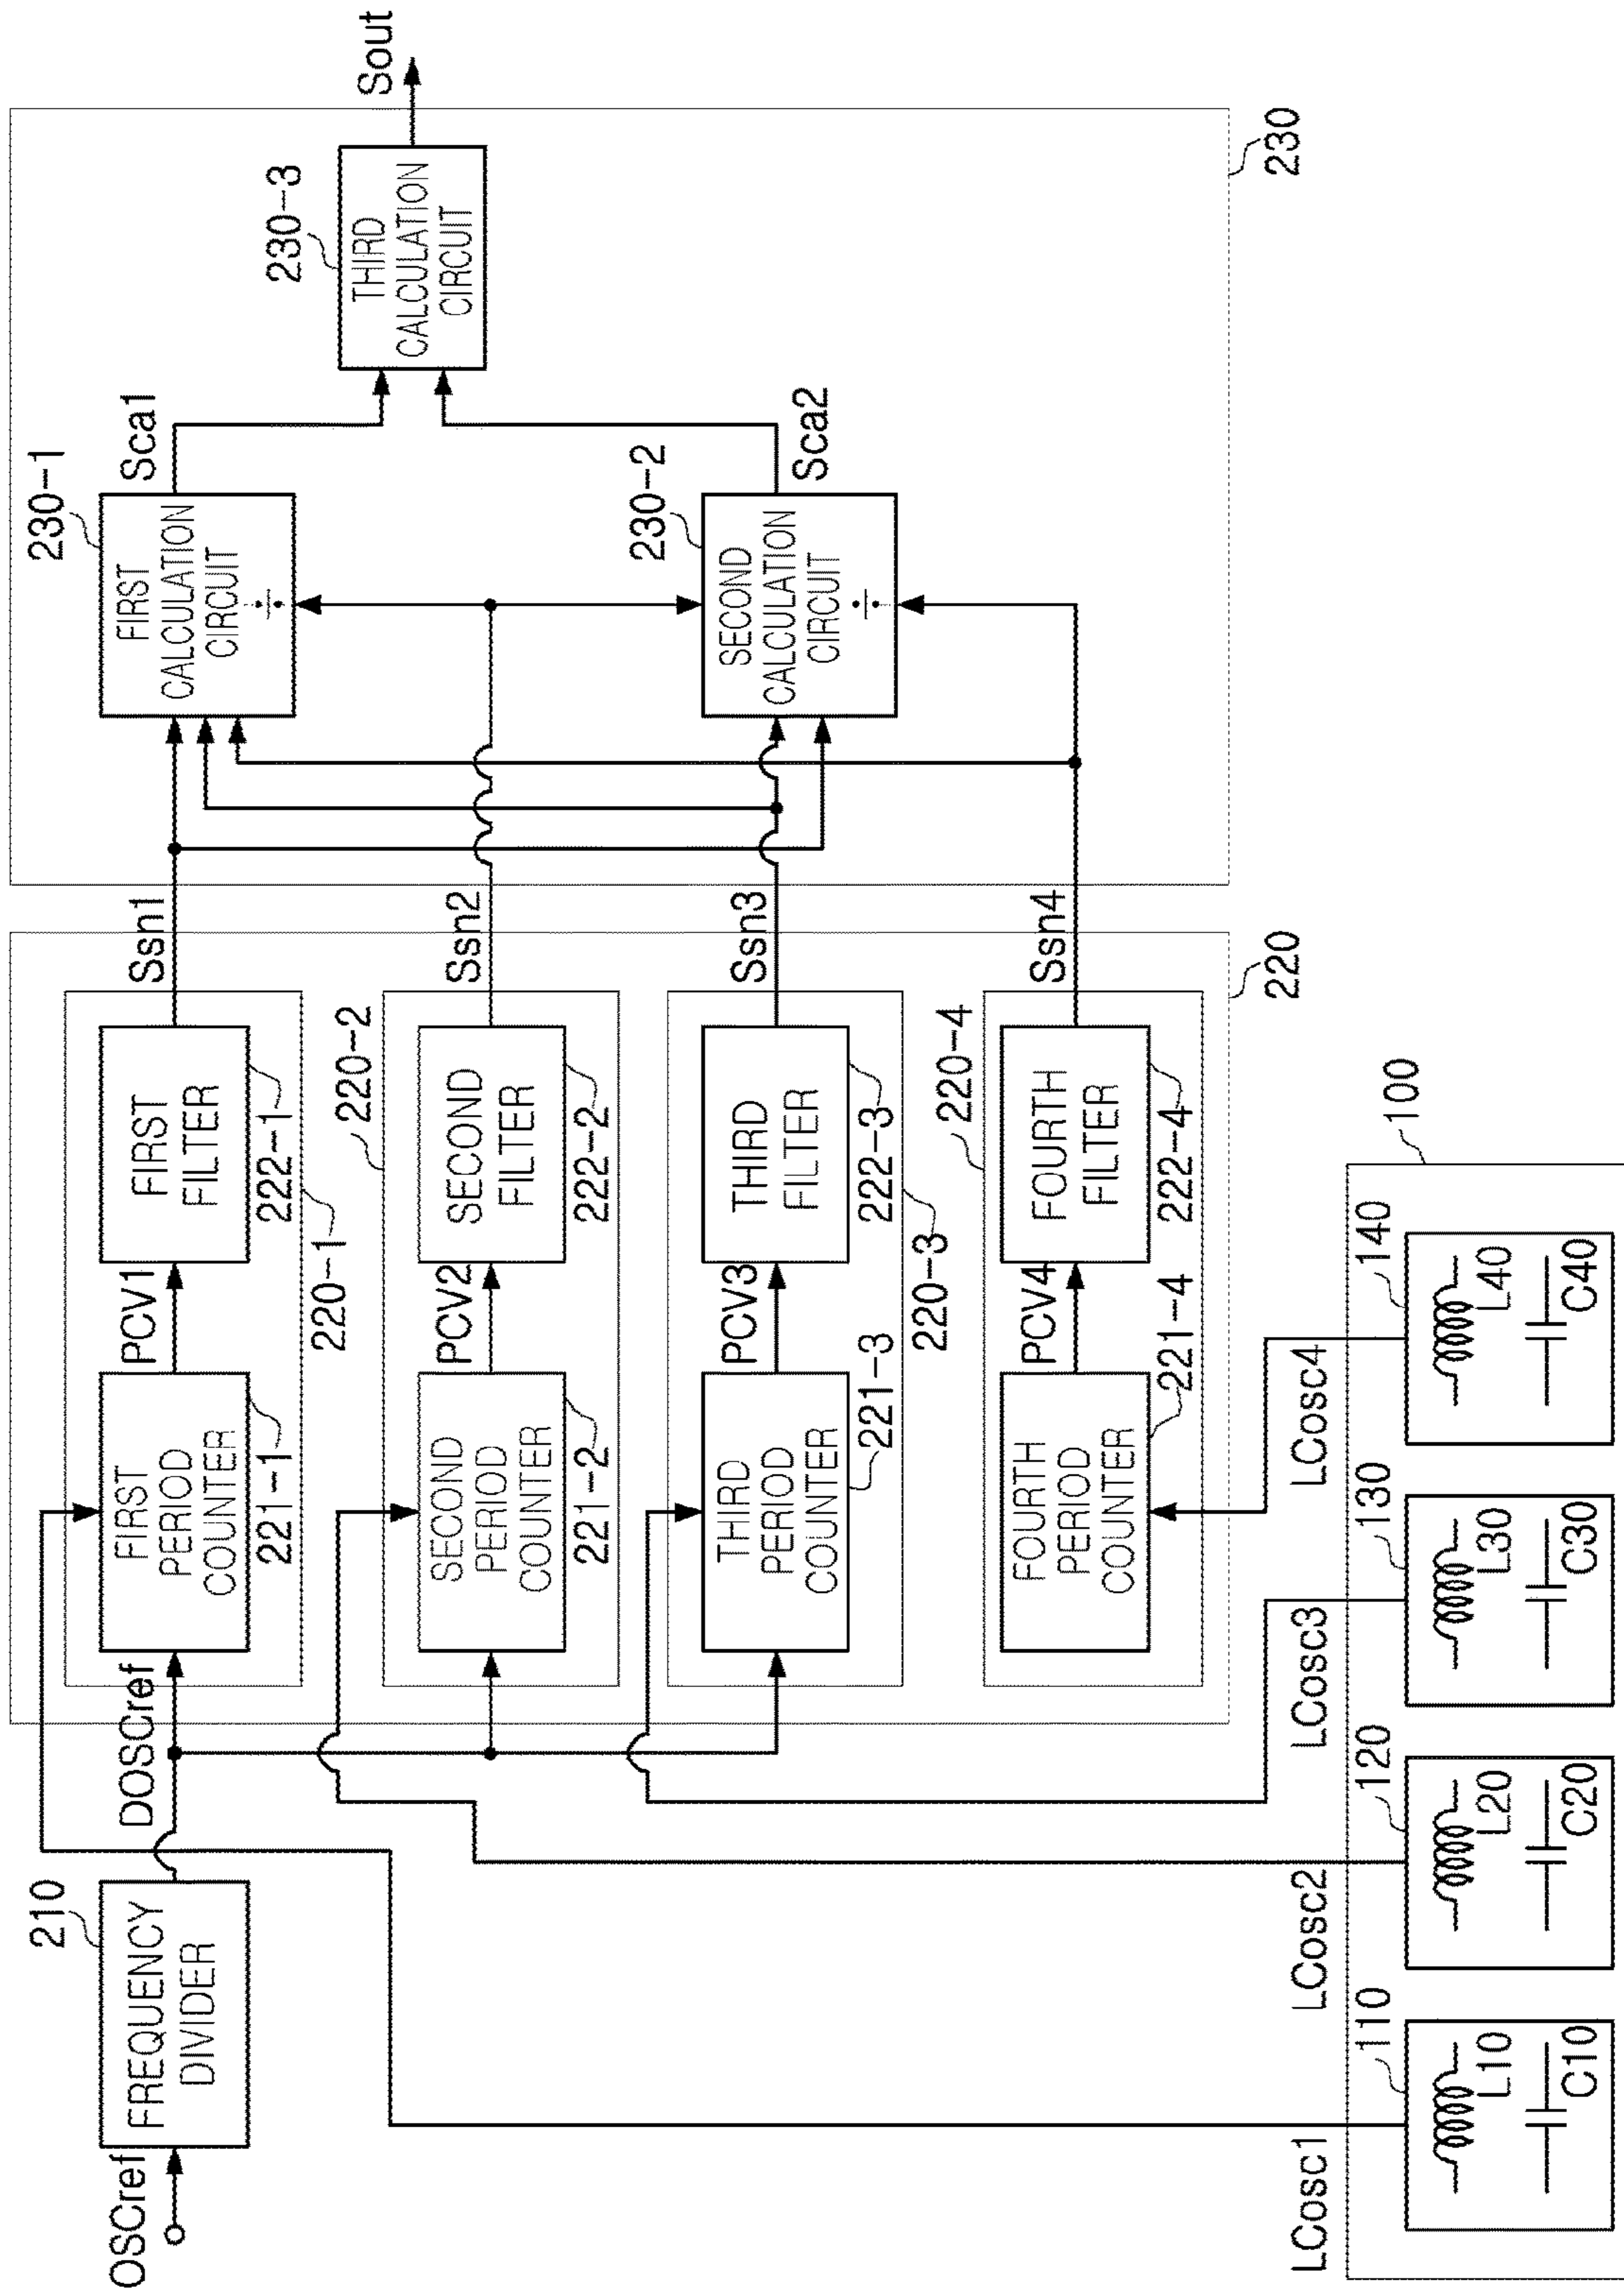 OSCref
210
FREQUENCY
DIVIDER
DOSCref
FIRST
PERIOD
COUNTER
221-1
PCV1
FIRST
FILTER
222-1
220-1
Ssn1
SECOND
PERIOD
COUNTER
221-2
PCV2
SECOND
FILTER
222-2
220-2
Ssn2
THIRD
PERIOD
COUNTER
221-3
PCV3
THIRD
FILTER
222-3
220-3
Ssn3
FOURTH
PERIOD
COUNTER
221-4
PCV4
FOURTH
FILTER
222-4
220-4
Ssn4
220
230-1
FIRST
CALCULATION
CIRCUIT
÷
Sca1
230-2
SECOND
CALCULATION
CIRCUIT
÷
Sca2
230-3
THIRD
CALCULATION
CIRCUIT
Sout
230
LCosc1
110
L10
C10
LCosc2
120
L20
C20
LCosc3
130
L30
C30
LCosc4
140
L40
C40
100